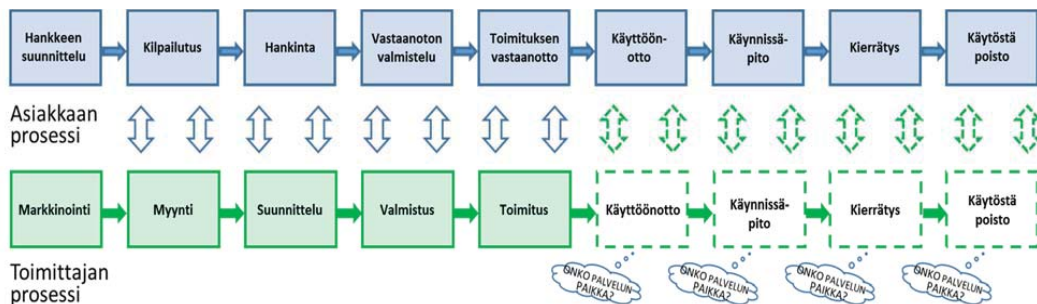 Hankkeen
suunnittelu
Kilpailutus
Hankinta
Vastaanoton
valmistelu
Toimituksen
vastaanotto
Käyttöön-
otto
Käynnissä-
pito
Kierrätys
Käytöstä
poisto
Asiakkaan
prosessi
Markkinointi
Myynti
Suunnittelu
Valmistus
Toimitus
Käyttöönotto
Käynnissä-
pito
Kierrätys
Käytöstä
poisto
Toimittajan
prosessi
ONKO PALVELUN
PAIKKA?
ONKO PALVELUN
PAIKKA?
ONKO PALVELUN
PAIKKA?
ONKO PALVELUN
PAIKKA?